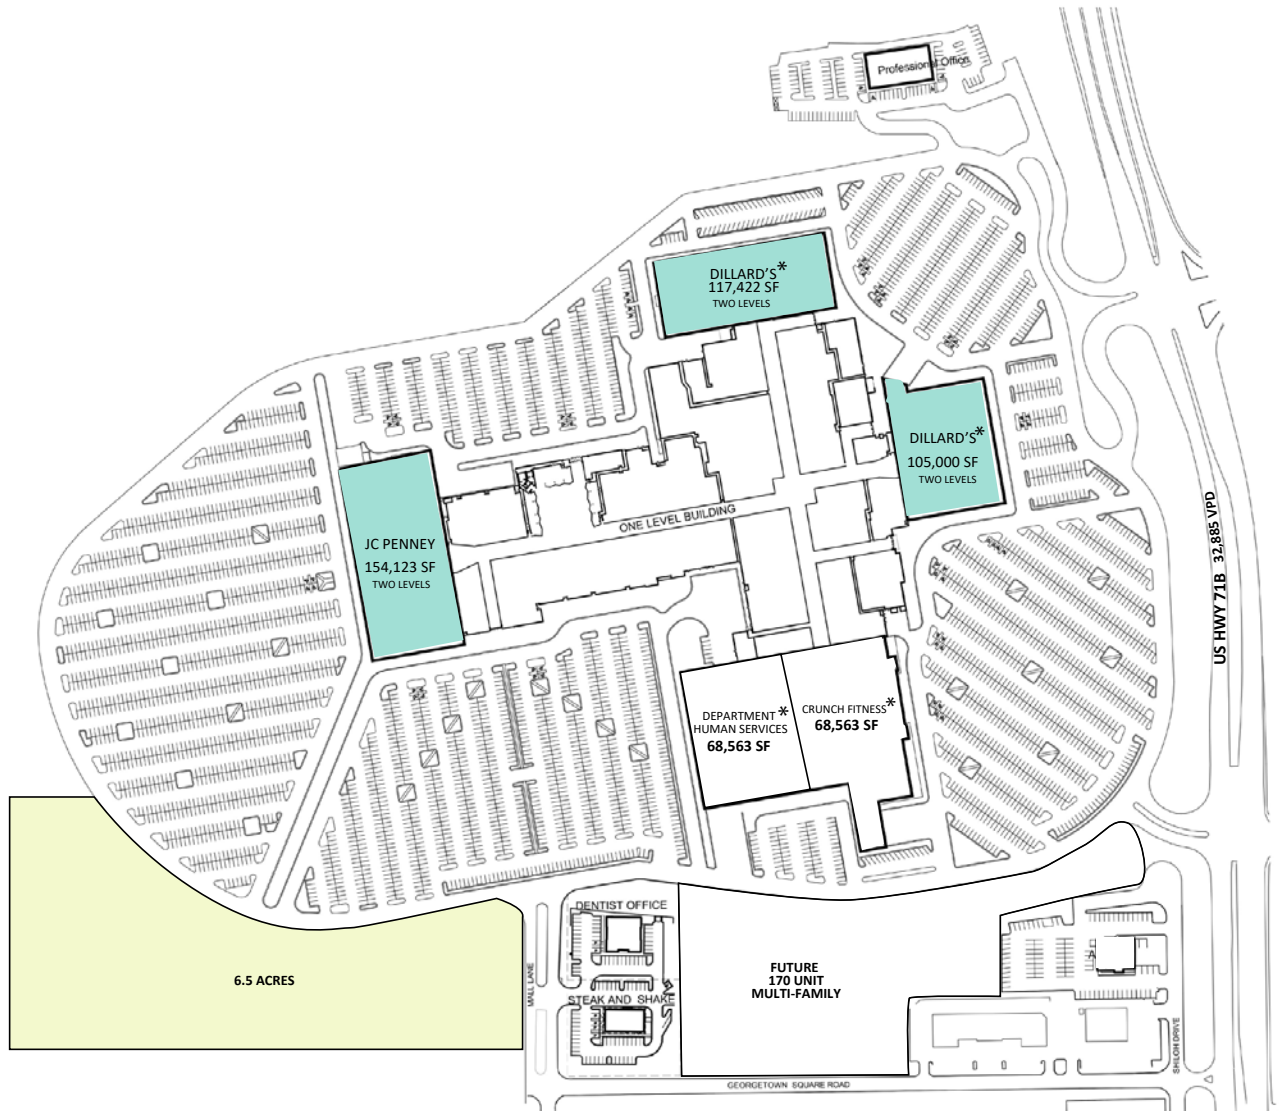 Professional Office
DILLARD'S*
117,422 SF
TWO LEVELS
DILLARD'S*
105,000 SF
TWO LEVELS
JC PENNEY
154,123 SF
TWO LEVELS
ONE LEVEL BUILDING
US HWY 71B 32,885 VPD
DEPARTMENT *
HUMAN SERVICES
68,563 SF
CRUNCH FITNESS*
68,563 SF
DENTIST OFFICE
STEAK AND SHAKE
MALL LANE
6.5 ACRES
FUTURE
170 UNIT
MULTI-FAMILY
SHILOH DRIVE
GEORGETOWN SQUARE ROAD